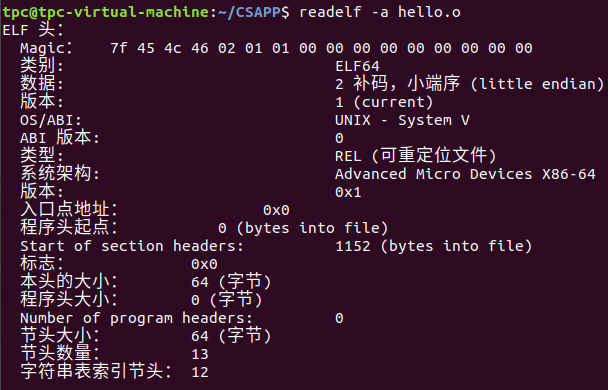 tpc@tpc-virtual-machine:~/CSAPP$ readelf -a hello.o
ELF 头：
  Magic：   7f 45 4c 46 02 01 01 00 00 00 00 00 00 00 00 00
  类别:                              ELF64
  数据:                              2 补码，小端序 (little endian)
  版本:                              1 (current)
  OS/ABI:                            UNIX - System V
  ABI 版本:                          0
  类型:                              REL (可重定位文件)
  系统架构:                          Advanced Micro Devices X86-64
  版本:                              0x1
  入口点地址：               0x0
  程序头起点：          0 (bytes into file)
  Start of section headers:          1152 (bytes into file)
  标志：             0x0
  本头的大小：       64 (字节)
  程序头大小：       0 (字节)
  Number of program headers:         0
  节头大小：         64 (字节)
  节头数量：         13
  字符串表索引节头： 12